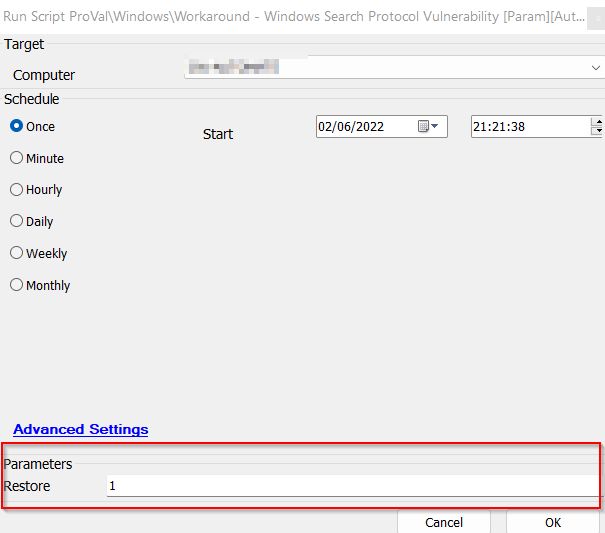 Run Script ProVal\Windows\Workaround - Windows Search Protocol Vulnerability [Param][Aut...
Target
Computer
Schedule
Once
Start
02/06/2022
21:21:38
Minute
Hourly
Daily
Weekly
Monthly
Advanced Settings
Parameters
Restore
1
Cancel
OK